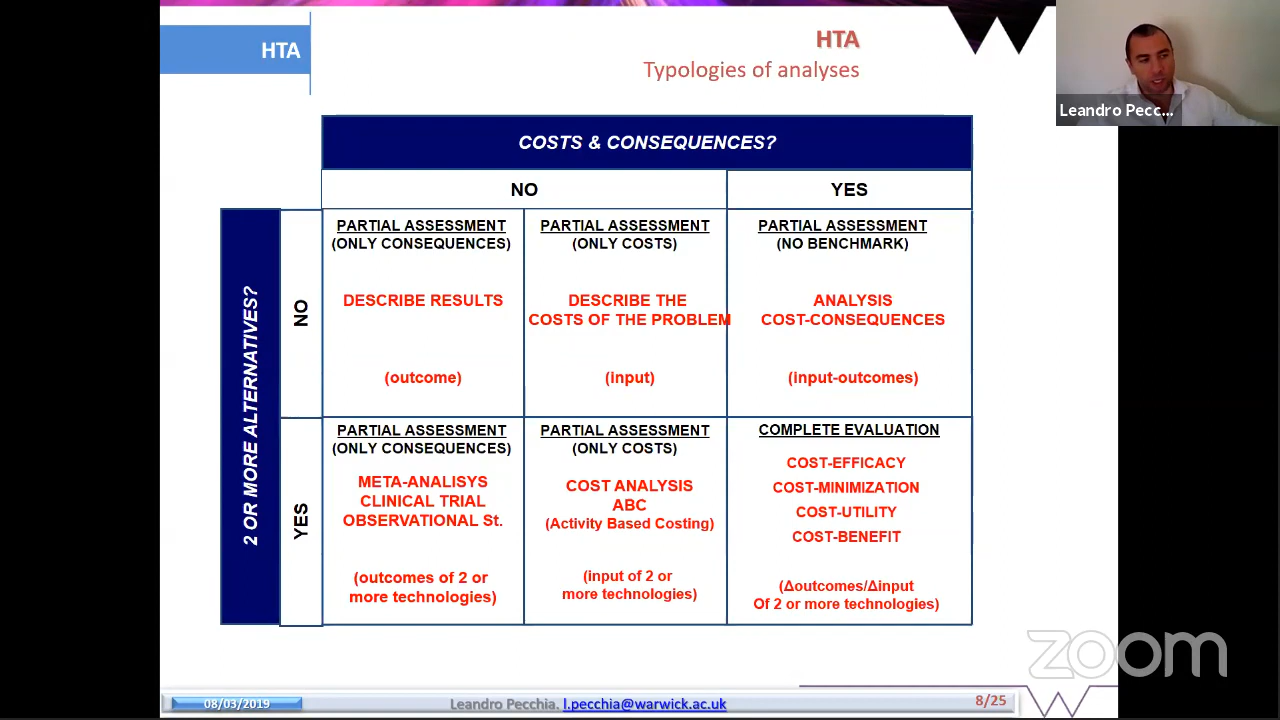 HTA
HTA
Typologies of analyses
Leandro Pecc...
COSTS & CONSEQUENCES?
NO
YES
2 OR MORE ALTERNATIVES?
NO
PARTIAL ASSESSMENT
(ONLY CONSEQUENCES)
DESCRIBE RESULTS
(outcome)
PARTIAL ASSESSMENT
(ONLY COSTS)
DESCRIBE THE
COSTS OF THE PROBLEM
(input)
PARTIAL ASSESSMENT
(NO BENCHMARK)
ANALYSIS
COST-CONSEQUENCES
(input-outcomes)
YES
PARTIAL ASSESSMENT
(ONLY CONSEQUENCES)
META-ANALISYS
CLINICAL TRIAL
OBSERVATIONAL St.
(outcomes of 2 or
more technologies)
PARTIAL ASSESSMENT
(ONLY COSTS)
COST ANALYSIS
ABC
(Activity Based Costing)
(input of 2 or
more technologies)
COMPLETE EVALUATION
COST-EFFICACY
COST-MINIMIZATION
COST-UTILITY
COST-BENEFIT
(Δoutcomes/Δinput
Of 2 or more technologies)
zoom
08/03/2019
Leandro Pecchia. l.pecchia@warwick.ac.uk
8/25